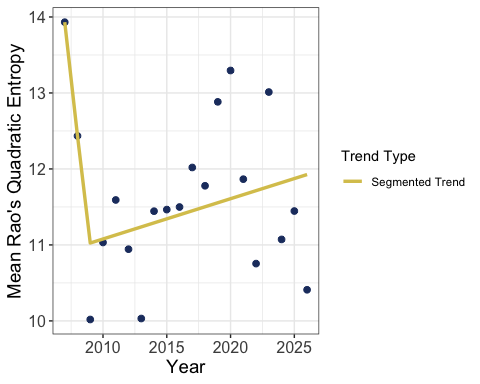 Mean Rao's Quadratic Entropy
14
13
12
11
10
2010 2015 2020 2025
Year
Trend Type
Segmented Trend